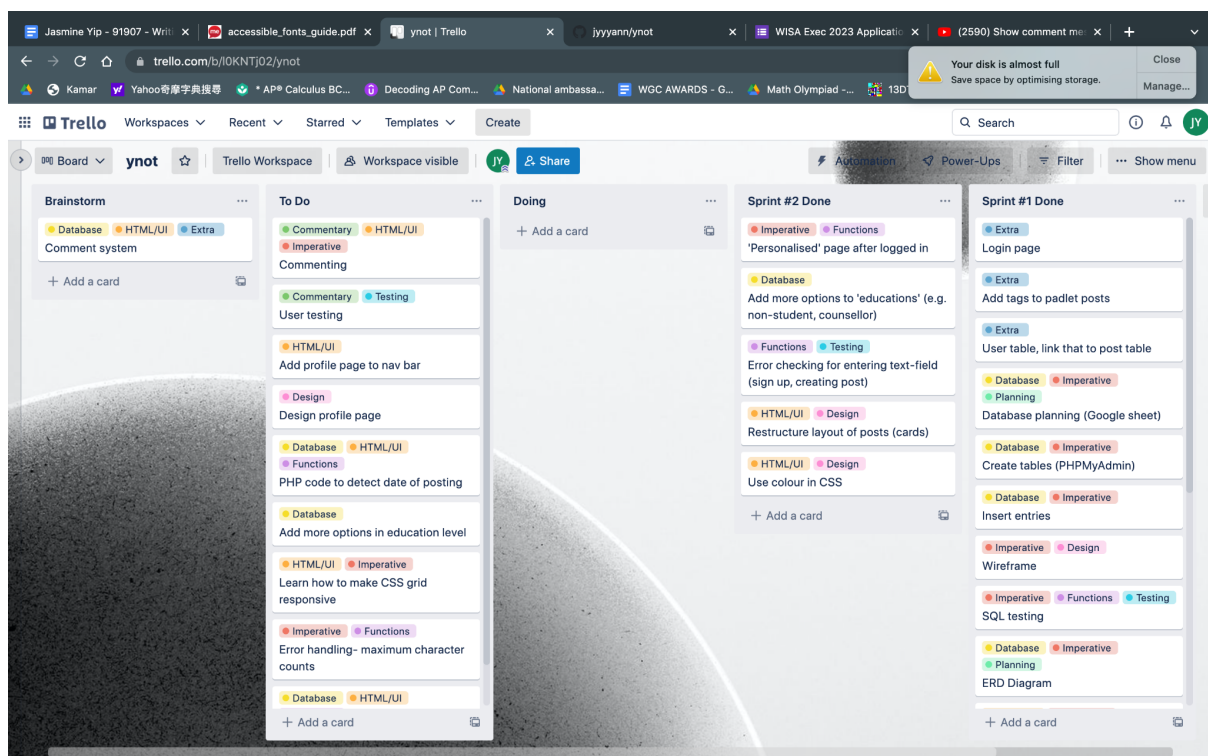 Jasmine Yip - 91907 - Writi
accessible_fonts_guide.pdf
ynot | Trello
jyyyann/ynot
WISA Exec 2023 Applicatio
(2590) Show comment me
trello.com/b/I0KNTj02/ynot
Your disk is almost full
Save space by optimising storage.
Close
Manage...
Kamar
Yahoo奇摩字典搜尋
* AP® Calculus BC...
Decoding AP Com...
National ambassa...
WGC AWARDS - G...
Math Olympiad -...
13D
Trello
Workspaces
Recent
Starred
Templates
Create
Search
JY
Board
ynot
Trello Workspace
Workspace visible
JY
Share
Automation
Power-Ups
Filter
Show menu
Brainstorm
Database HTML/UI Extra
Comment system
+ Add a card
To Do
Commentary HTML/UI
Imperative
Commenting
Commentary Testing
User testing
HTML/UI
Add profile page to nav bar
Design
Design profile page
Database HTML/UI
Functions
PHP code to detect date of posting
Database
Add more options in education level
HTML/UI Imperative
Learn how to make CSS grid
responsive
Imperative Functions
Error handling- maximum character
counts
Database HTML/UI
+ Add a card
Doing
+ Add a card
Sprint #2 Done
Imperative Functions
'Personalised' page after logged in
Database
Add more options to 'educations' (e.g.
non-student, counsellor)
Functions Testing
Error checking for entering text-field
(sign up, creating post)
HTML/UI Design
Restructure layout of posts (cards)
HTML/UI Design
Use colour in CSS
+ Add a card
Sprint #1 Done
Extra
Login page
Extra
Add tags to padlet posts
Extra
User table, link that to post table
Database Imperative
Planning
Database planning (Google sheet)
Database Imperative
Create tables (PHPMyAdmin)
Database Imperative
Insert entries
Imperative Design
Wireframe
Imperative Functions Testing
SQL testing
Database Imperative
Planning
ERD Diagram
+ Add a card